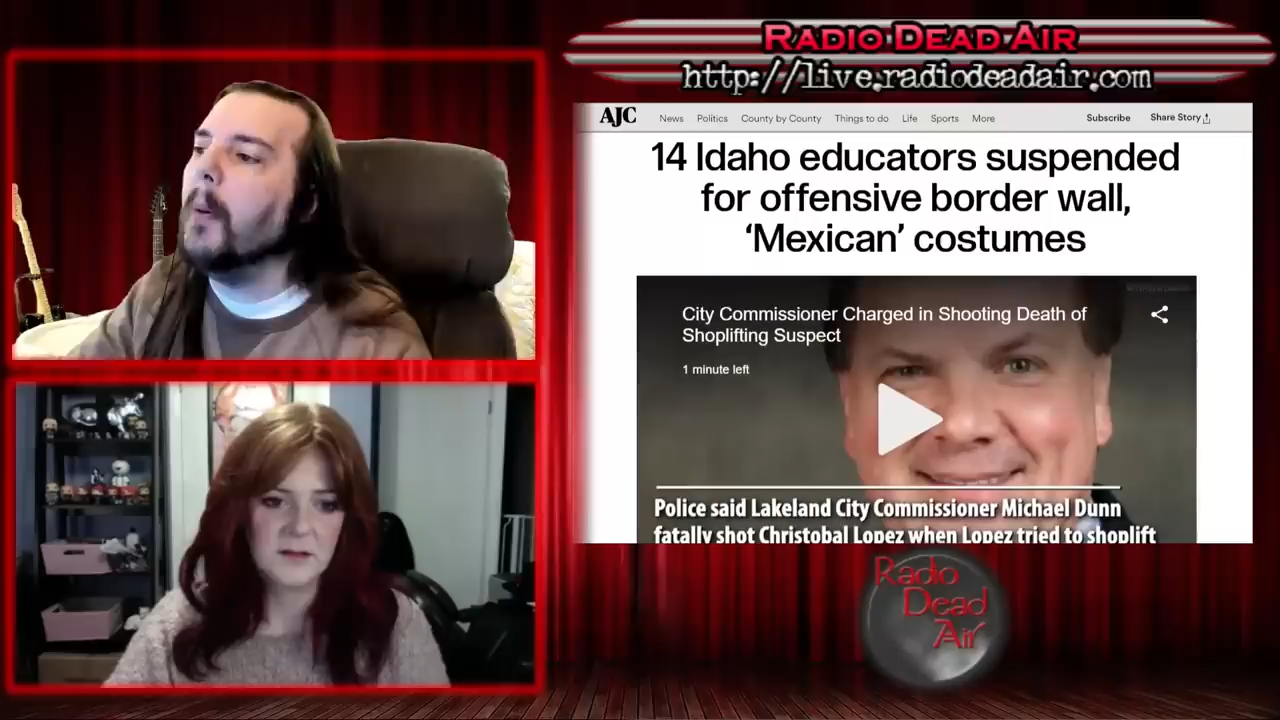 RADIO DEAD AIR
http://live.radiodeadair.com
AJC News Politics County by County Things to do Life Sports More Subscribe Share Story
14 Idaho educators suspended
for offensive border wall,
‘Mexican’ costumes
City Commissioner Charged in Shooting Death of
Shoplifting Suspect
1 minute left
Police said Lakeland City Commissioner Michael Dunn
fatally shot Christobal Lopez when Lopez tried to shoplift
Radio
Dead
Air